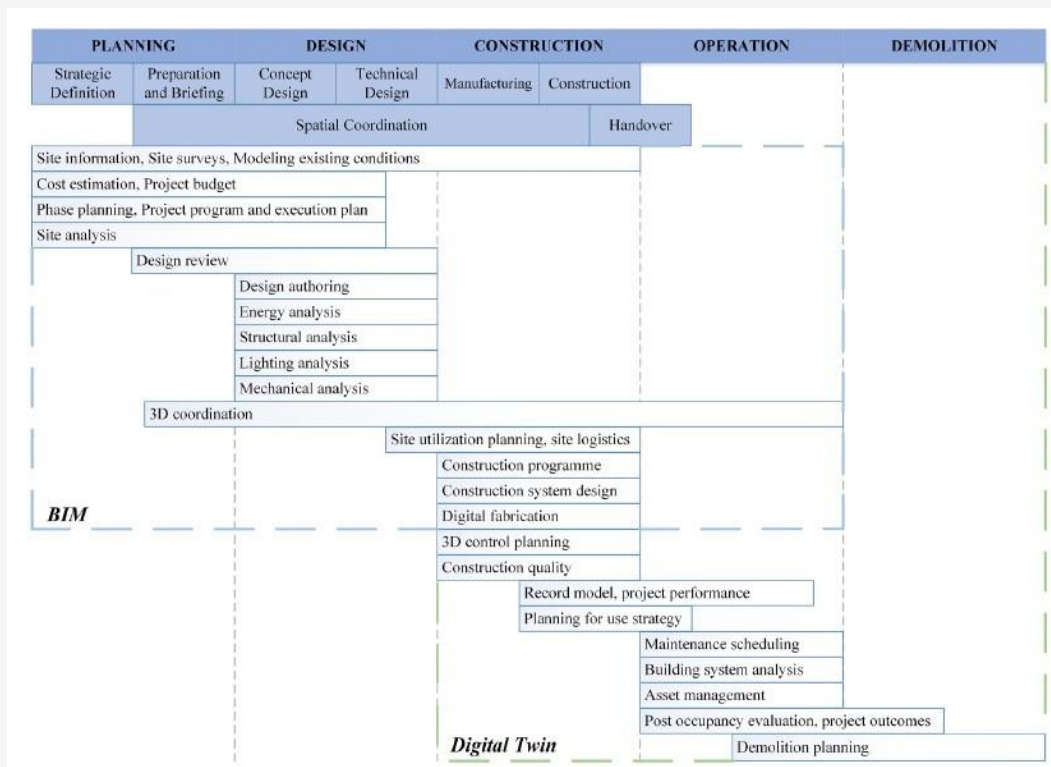 PLANNING DESIGN CONSTRUCTION OPERATION DEMOLITION
Strategic Definition
Preparation and Briefing
Concept Design
Technical Design
Manufacturing
Construction
Spatial Coordination
Handover
Site information, Site surveys, Modeling existing conditions
Cost estimation, Project budget
Phase planning, Project program and execution plan
Site analysis
Design review
Design authoring
Energy analysis
Structural analysis
Lighting analysis
Mechanical analysis
3D coordination
Site utilization planning, site logistics
Construction programme
Construction system design
BIM
Digital fabrication
3D control planning
Construction quality
Record model, project performance
Planning for use strategy
Maintenance scheduling
Building system analysis
Asset management
Post occupancy evaluation, project outcomes
Digital Twin
Demolition planning